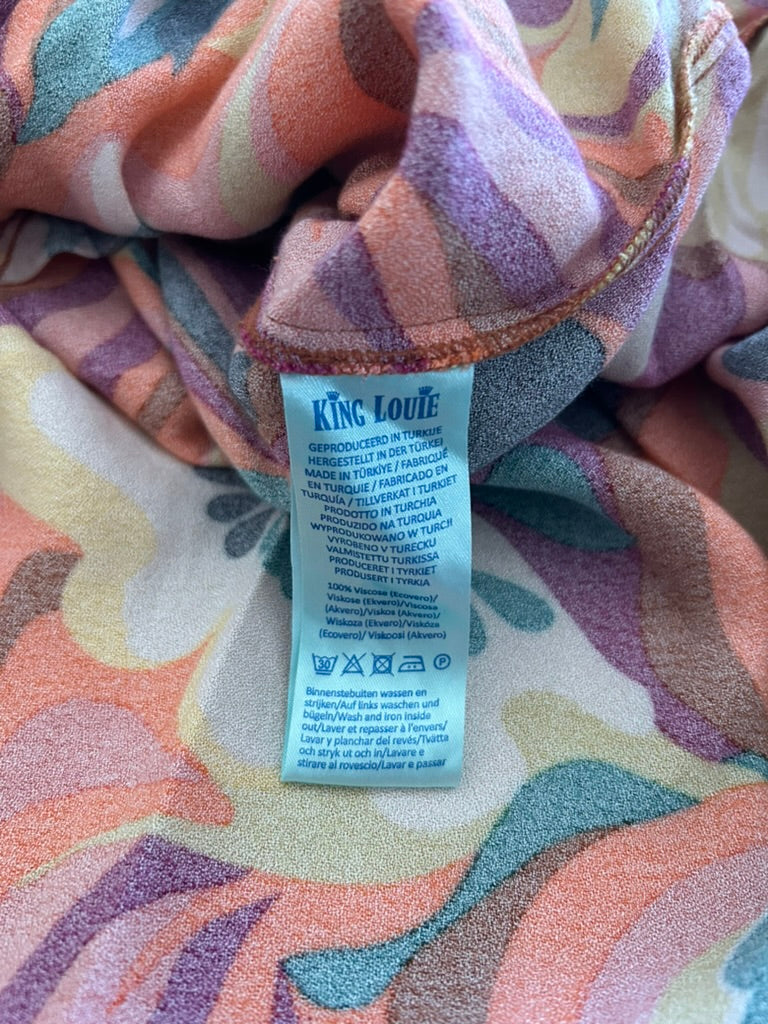 KING LOUIE
GEPRODUCEERD IN TURKIJE
HERGESTELLT IN DER TÜRKEI
MADE IN TÜRKIYE / FABRIQUÉ
EN TURQUIE / FABRICADO EN
TURQUÍA / TILLVERKAT I TURKIET
PRODOTTO IN TURCHIA
PRODUZIDO NA TURQUIA
WYPRODUKOWANO W TURCJI
VYROBENO V TURECKU
VALMISTETTU TURKISSA
PRODUCERET I TYRKIET
PRODUSERT I TYRKIA
100% Viscose (Ecovero)/
Viskose (Ekvero)/Viscosa
(Akvero)/Viskos (Akvero)/
Wiskoza (Ekvero)/Viskóza
(Ecovero)/ Viskoosi (Akvero)
30 P
Binnenstebuiten wassen en
strijken/Auf links waschen und
bügeln/Wash and iron inside
out/Laver et repasser à l'envers/
Lavar y planchar del revés/Tvätta
och stryk ut och in/Lavare e
stirare al rovescio/Lavar e passar